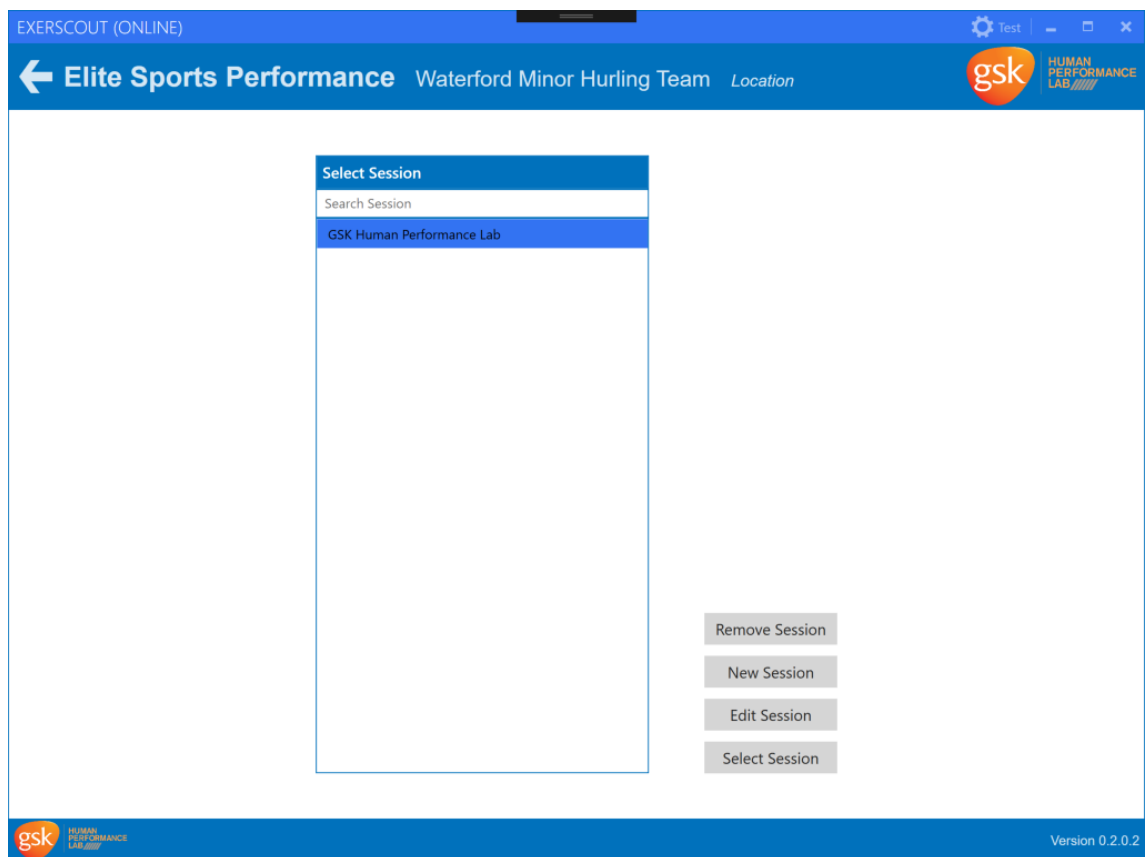 EXERSCOUT (ONLINE)
Test
Elite Sports Performance Waterford Minor Hurling Team Location
gsk
HUMAN
PERFORMANCE
LAB
Select Session
Search Session
GSK Human Performance Lab
Remove Session
New Session
Edit Session
Select Session
gsk
HUMAN
PERFORMANCE
LAB
Version 0.2.0.2